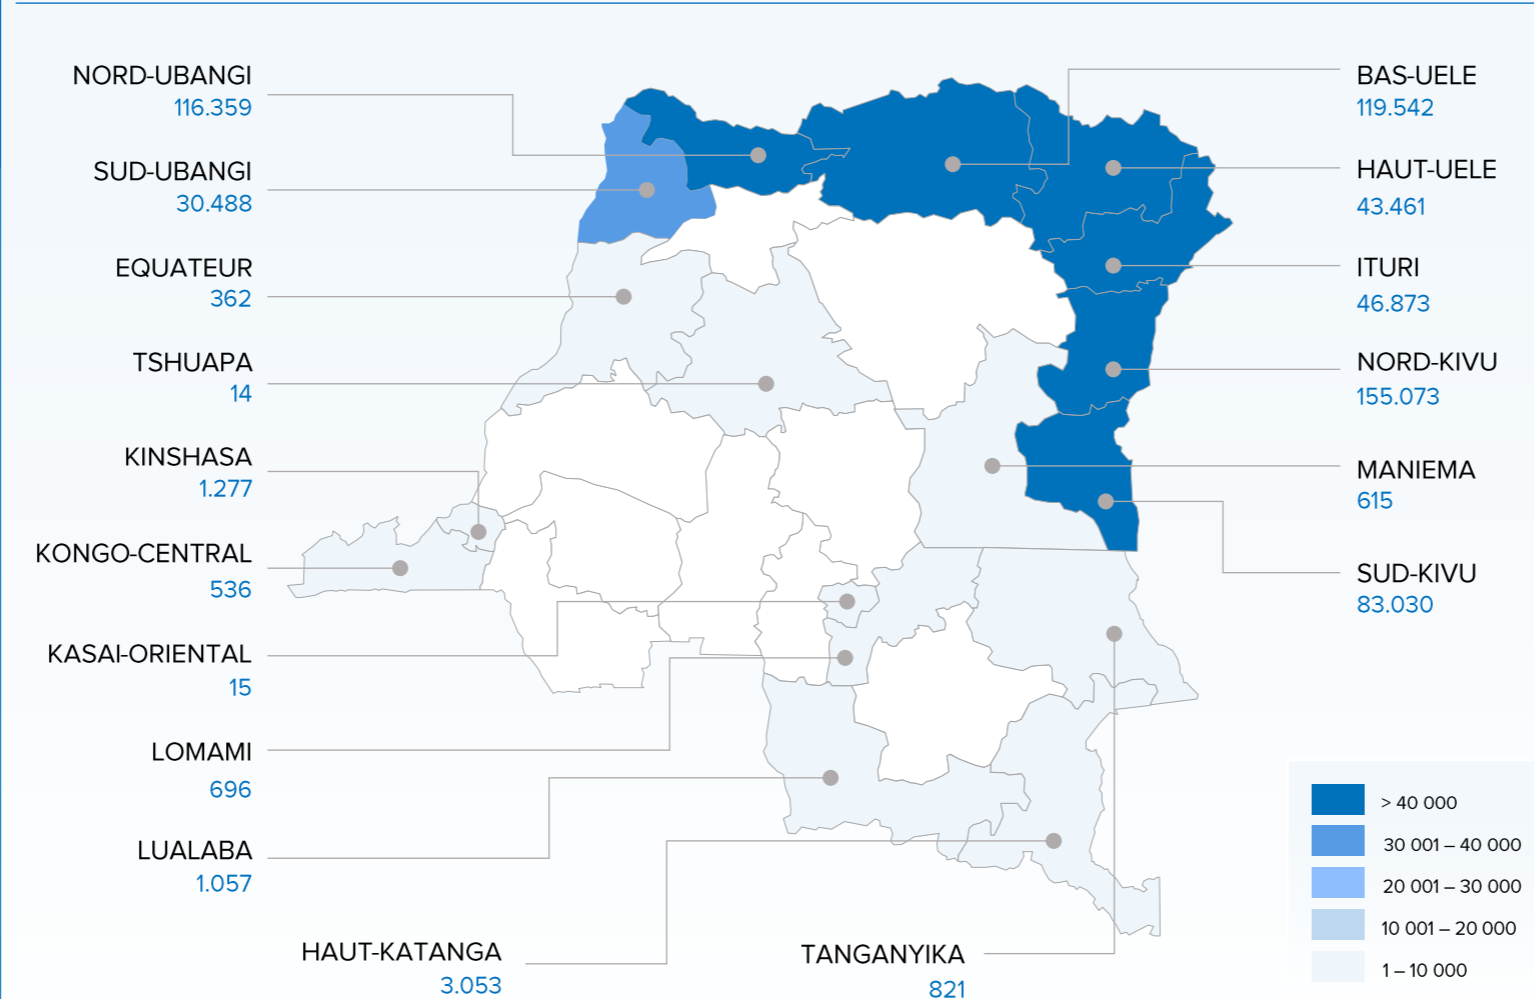 NORD-UBANGI
116.359
SUD-UBANGI
30.488
EQUATEUR
362
TSHUAPA
14
KINSHASA
1.277
KONGO-CENTRAL
536
KASAI-ORIENTAL
15
LOMAMI
696
LUALABA
1.057
HAUT-KATANGA
3.053
TANGANYIKA
821
BAS-UELE
119.542
HAUT-UELE
43.461
ITURI
46.873
NORD-KIVU
155.073
MANIEMA
615
SUD-KIVU
83.030
> 40 000
30 001 – 40 000
20 001 – 30 000
10 001 – 20 000
1 – 10 000